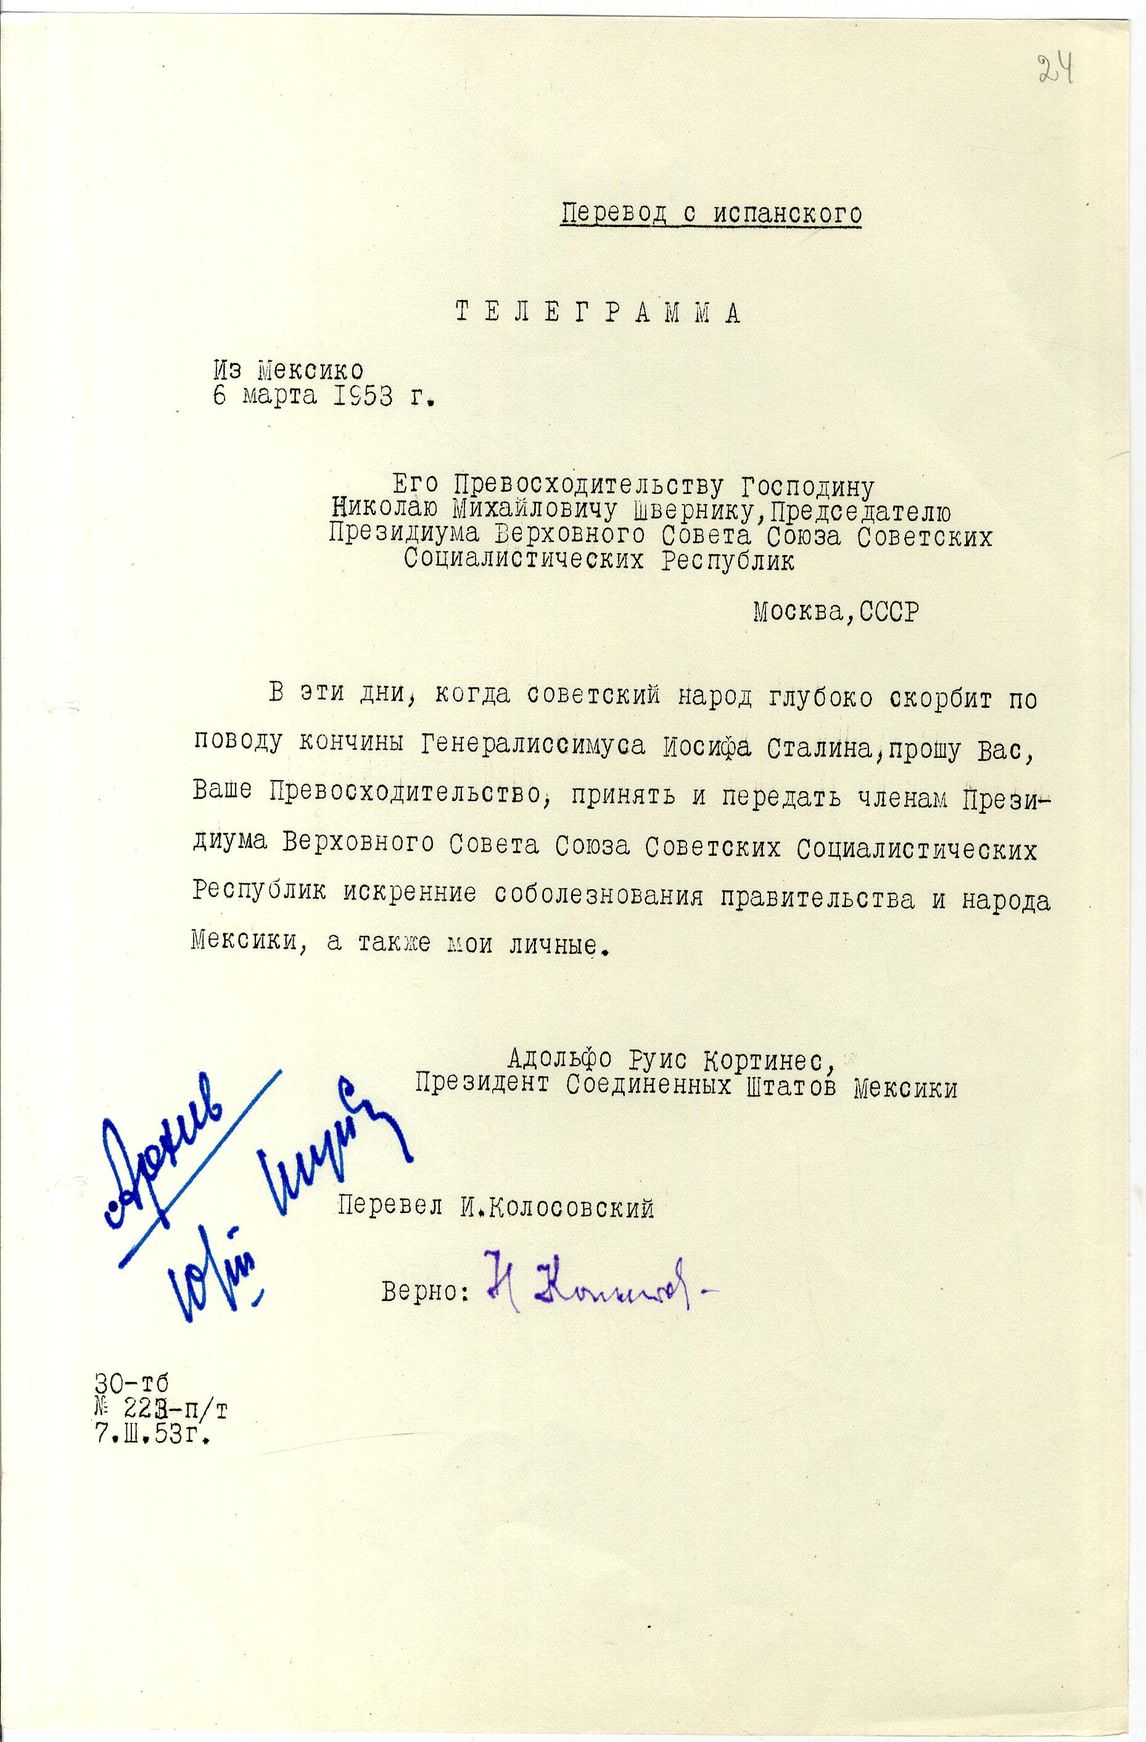 24
Перевод с испанского
Т Е Л Е Г Р А М М А
Из Мексико
6 марта I953 г.
Его Превосходительству Господину
Николаю Михайловичу Швернику,Председателю
Президиума Верховного Совета Союза Советских
Социалистических Республик
Москва,СССР
В эти дни, когда советский народ глубоко скорбит по
поводу кончины Генералиссимуса Иосифа Сталина,прошу Вас,
Ваше Превосходительство, принять и передать членам Прези-
диума Верховного Совета Союза Советских Социалистических
Республик искренние соболезнования правительства и народа
Мексики, а также мои личные.
Адольфо Руис Кортинес,
Президент Соединенных Штатов Мексики
Архив
Перевел И.Колосовский
Верно:
30-тб
№ 223-п/т
7.Ш.53г.